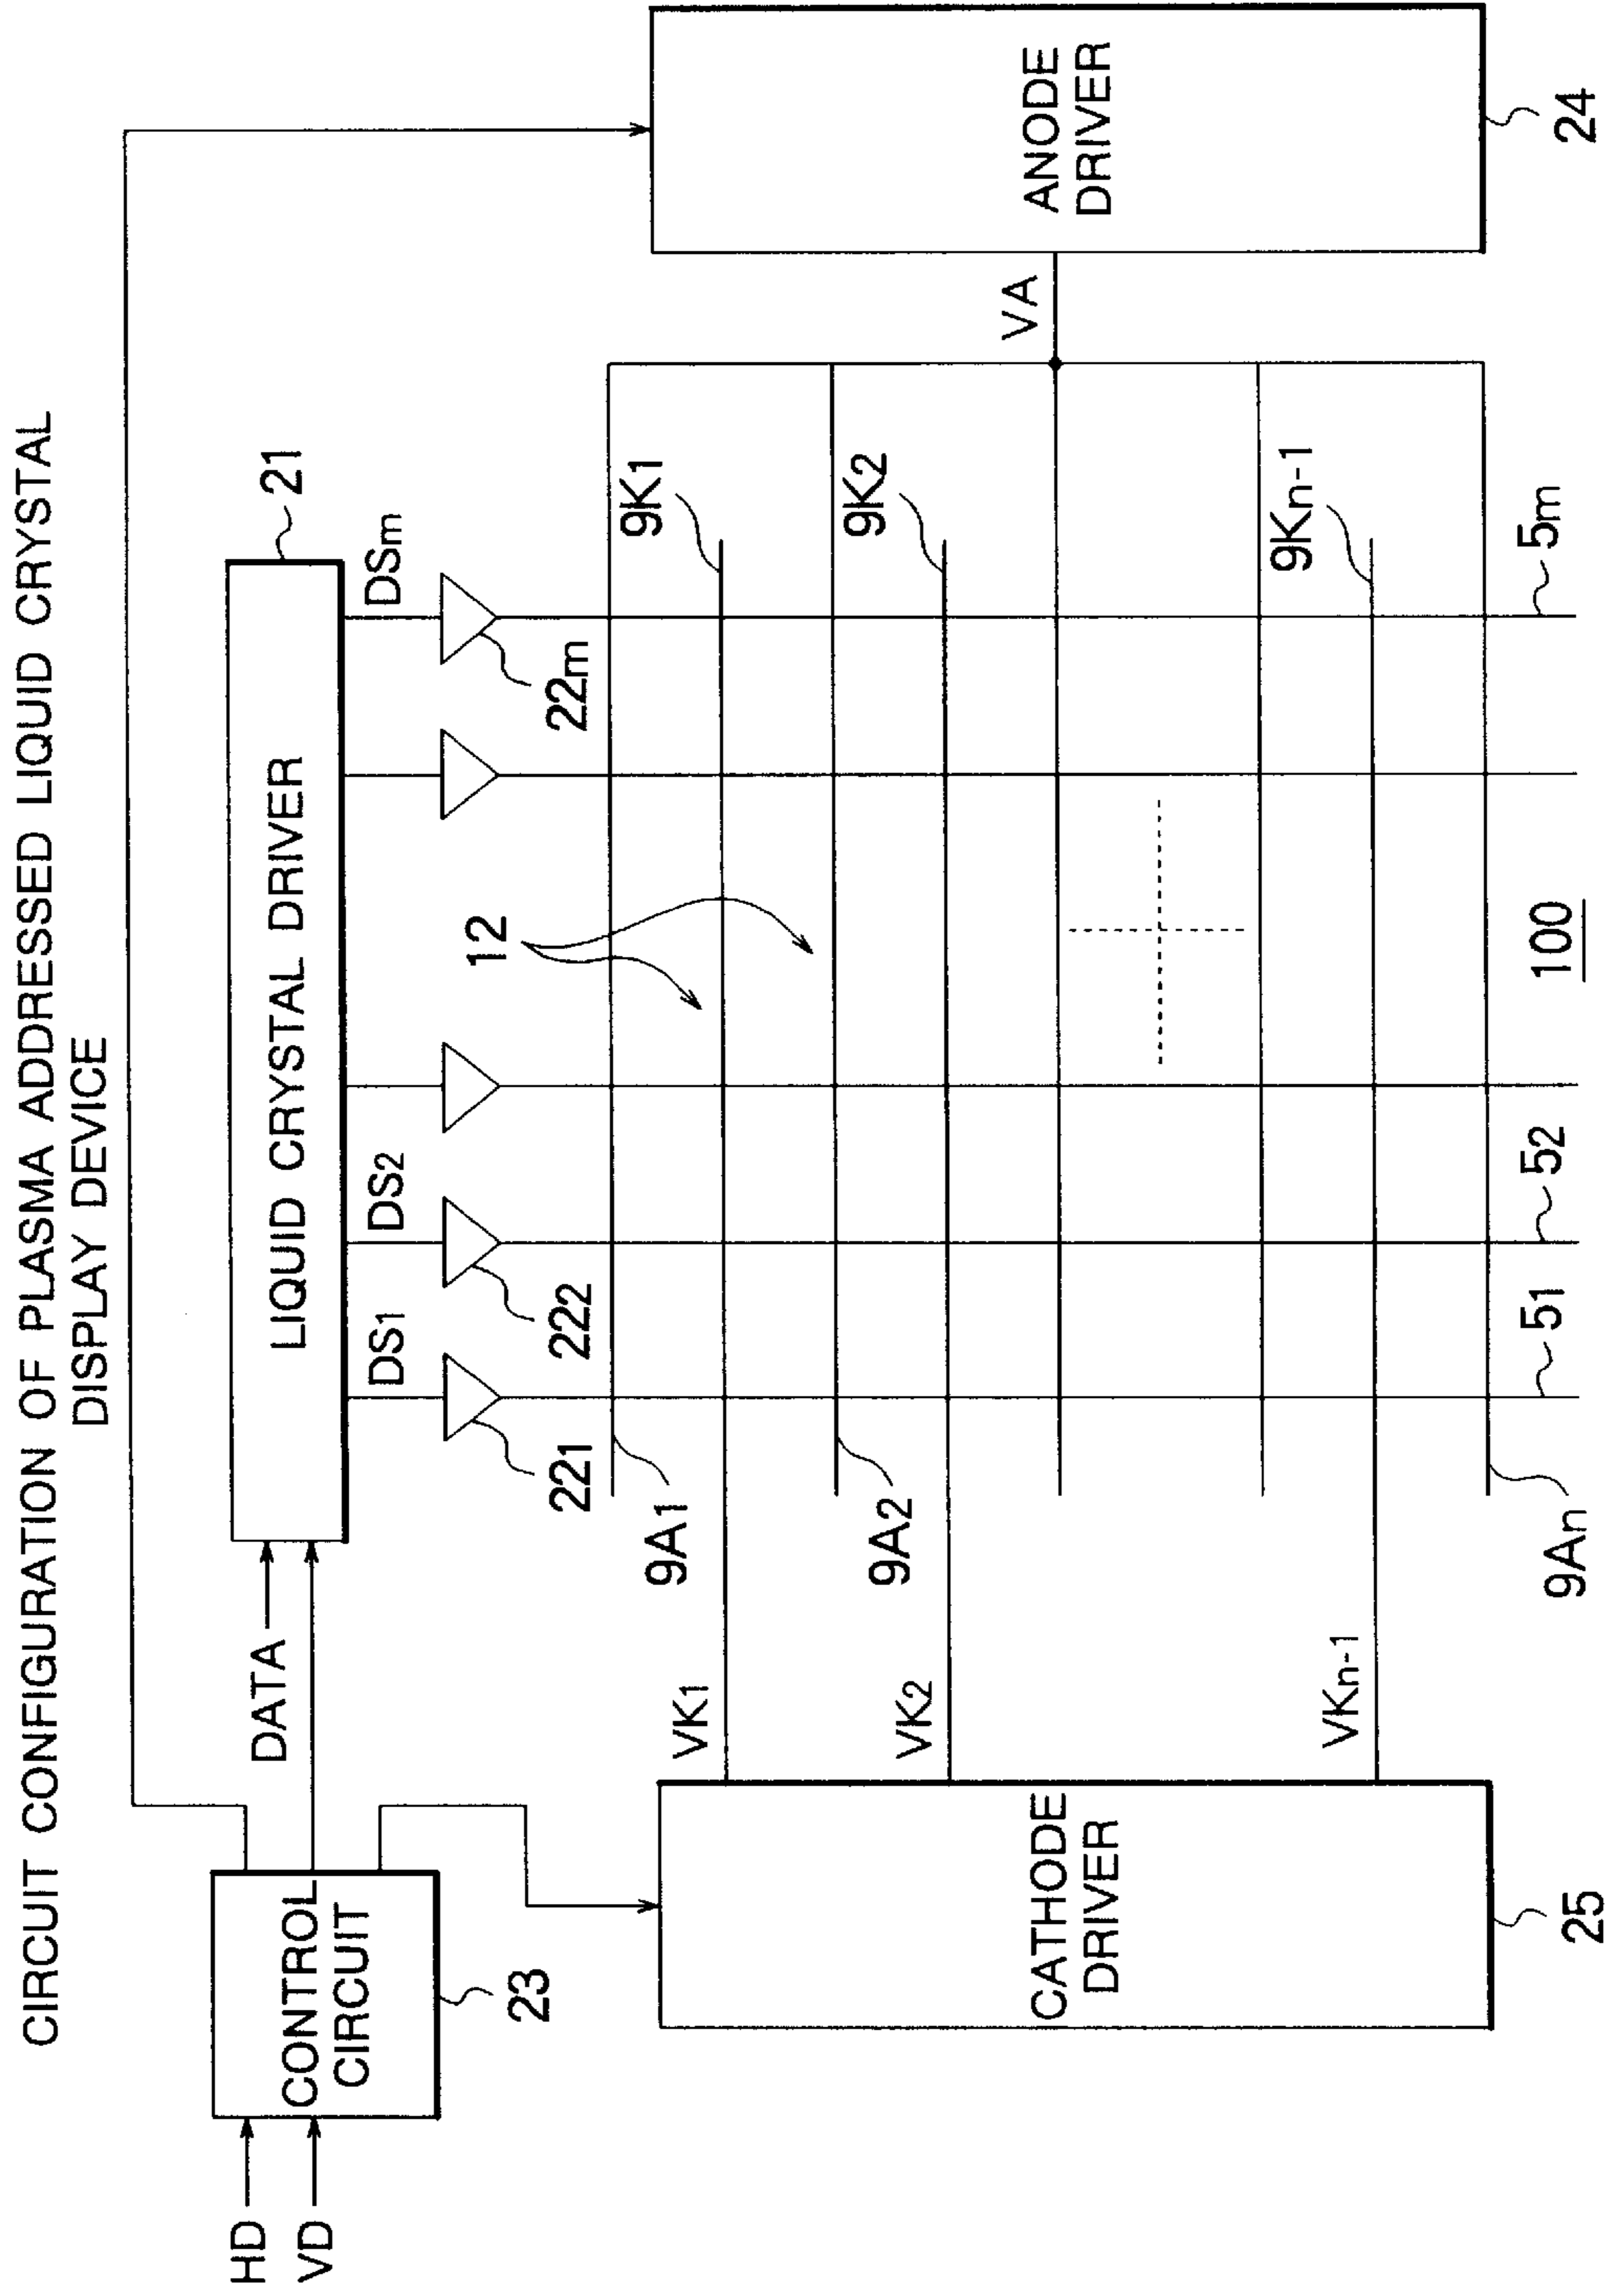 CIRCUIT CONFIGURATION OF PLASMA ADDRESSED LIQUID CRYSTAL
DISPLAY DEVICE
HD
VD
CONTROL
CIRCUIT
23
DATA
LIQUID CRYSTAL DRIVER
21
DS1
DS2
DSm
221
222
22m
12
9K1
9K2
9Kn-1
9A1
9A2
9An
VK1
VK2
VKn-1
VA
CATHODE
DRIVER
25
ANODE
DRIVER
24
51
52
5m
100